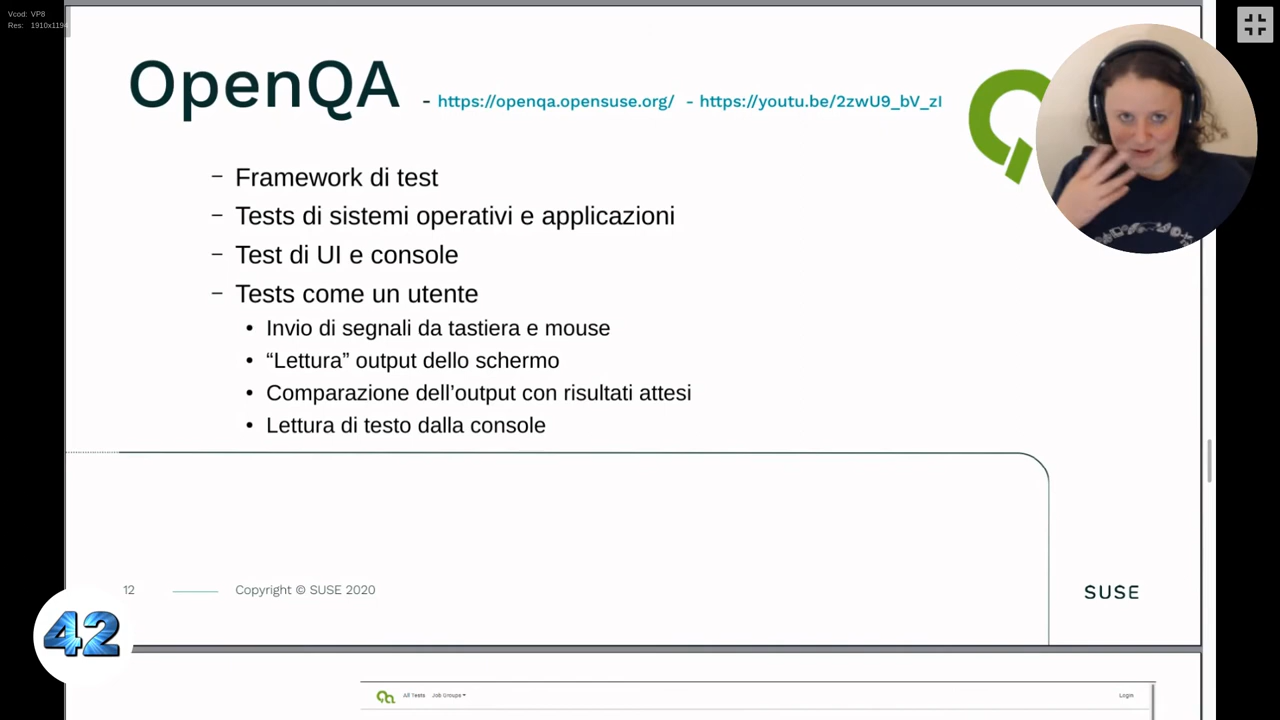 Vcod: VP8
Res: 1910x119
OpenQA - https://openqa.opensuse.org/ - https://youtu.be/2zwU9_bV_zI
– Framework di test
– Tests di sistemi operativi e applicazioni
– Test di UI e console
– Tests come un utente
• Invio di segnali da tastiera e mouse
• “Lettura” output dello schermo
• Comparazione dell’output con risultati attesi
• Lettura di testo dalla console
12 Copyright © SUSE 2020
SUSE
42
All Tests Job Groups Login